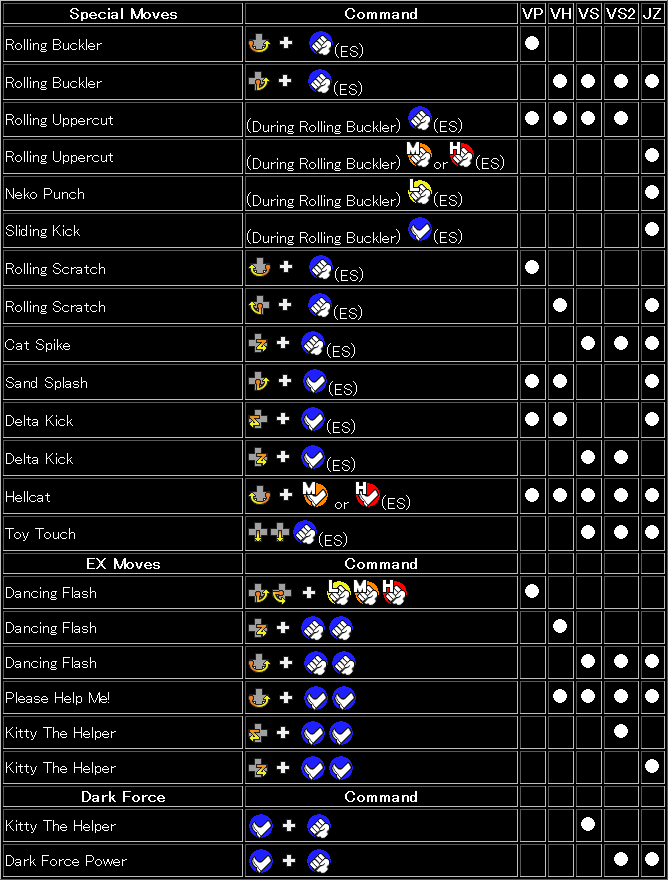 Special Moves Command VP VH VS VS2 JZ
Rolling Buckler + (ES)
Rolling Buckler + (ES)
Rolling Uppercut (During Rolling Buckler) (ES)
Rolling Uppercut (During Rolling Buckler) M or H (ES)
Neko Punch (During Rolling Buckler) L (ES)
Sliding Kick (During Rolling Buckler) (ES)
Rolling Scratch + (ES)
Rolling Scratch + (ES)
Cat Spike + (ES)
Sand Splash + (ES)
Delta Kick + (ES)
Delta Kick + (ES)
Hellcat + M or H (ES)
Toy Touch (ES)
EX Moves Command
Dancing Flash + L M H
Dancing Flash +
Dancing Flash +
Please Help Me! +
Kitty The Helper +
Kitty The Helper +
Dark Force Command
Kitty The Helper +
Dark Force Power +